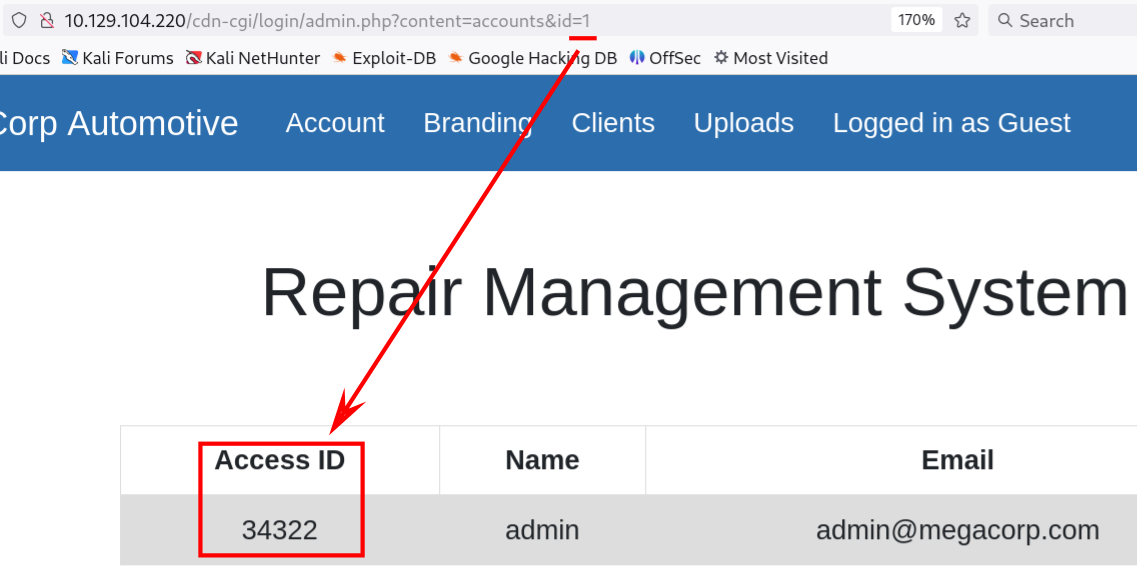 10.129.104.220/cdn-cgi/login/admin.php?content=accounts&id=1 170% Search
li Docs Kali Forums Kali NetHunter Exploit-DB Google Hacking DB OffSec Most Visited
Corp Automotive Account Branding Clients Uploads Logged in as Guest
Repair Management System
Access ID Name Email
34322 admin admin@megacorp.com